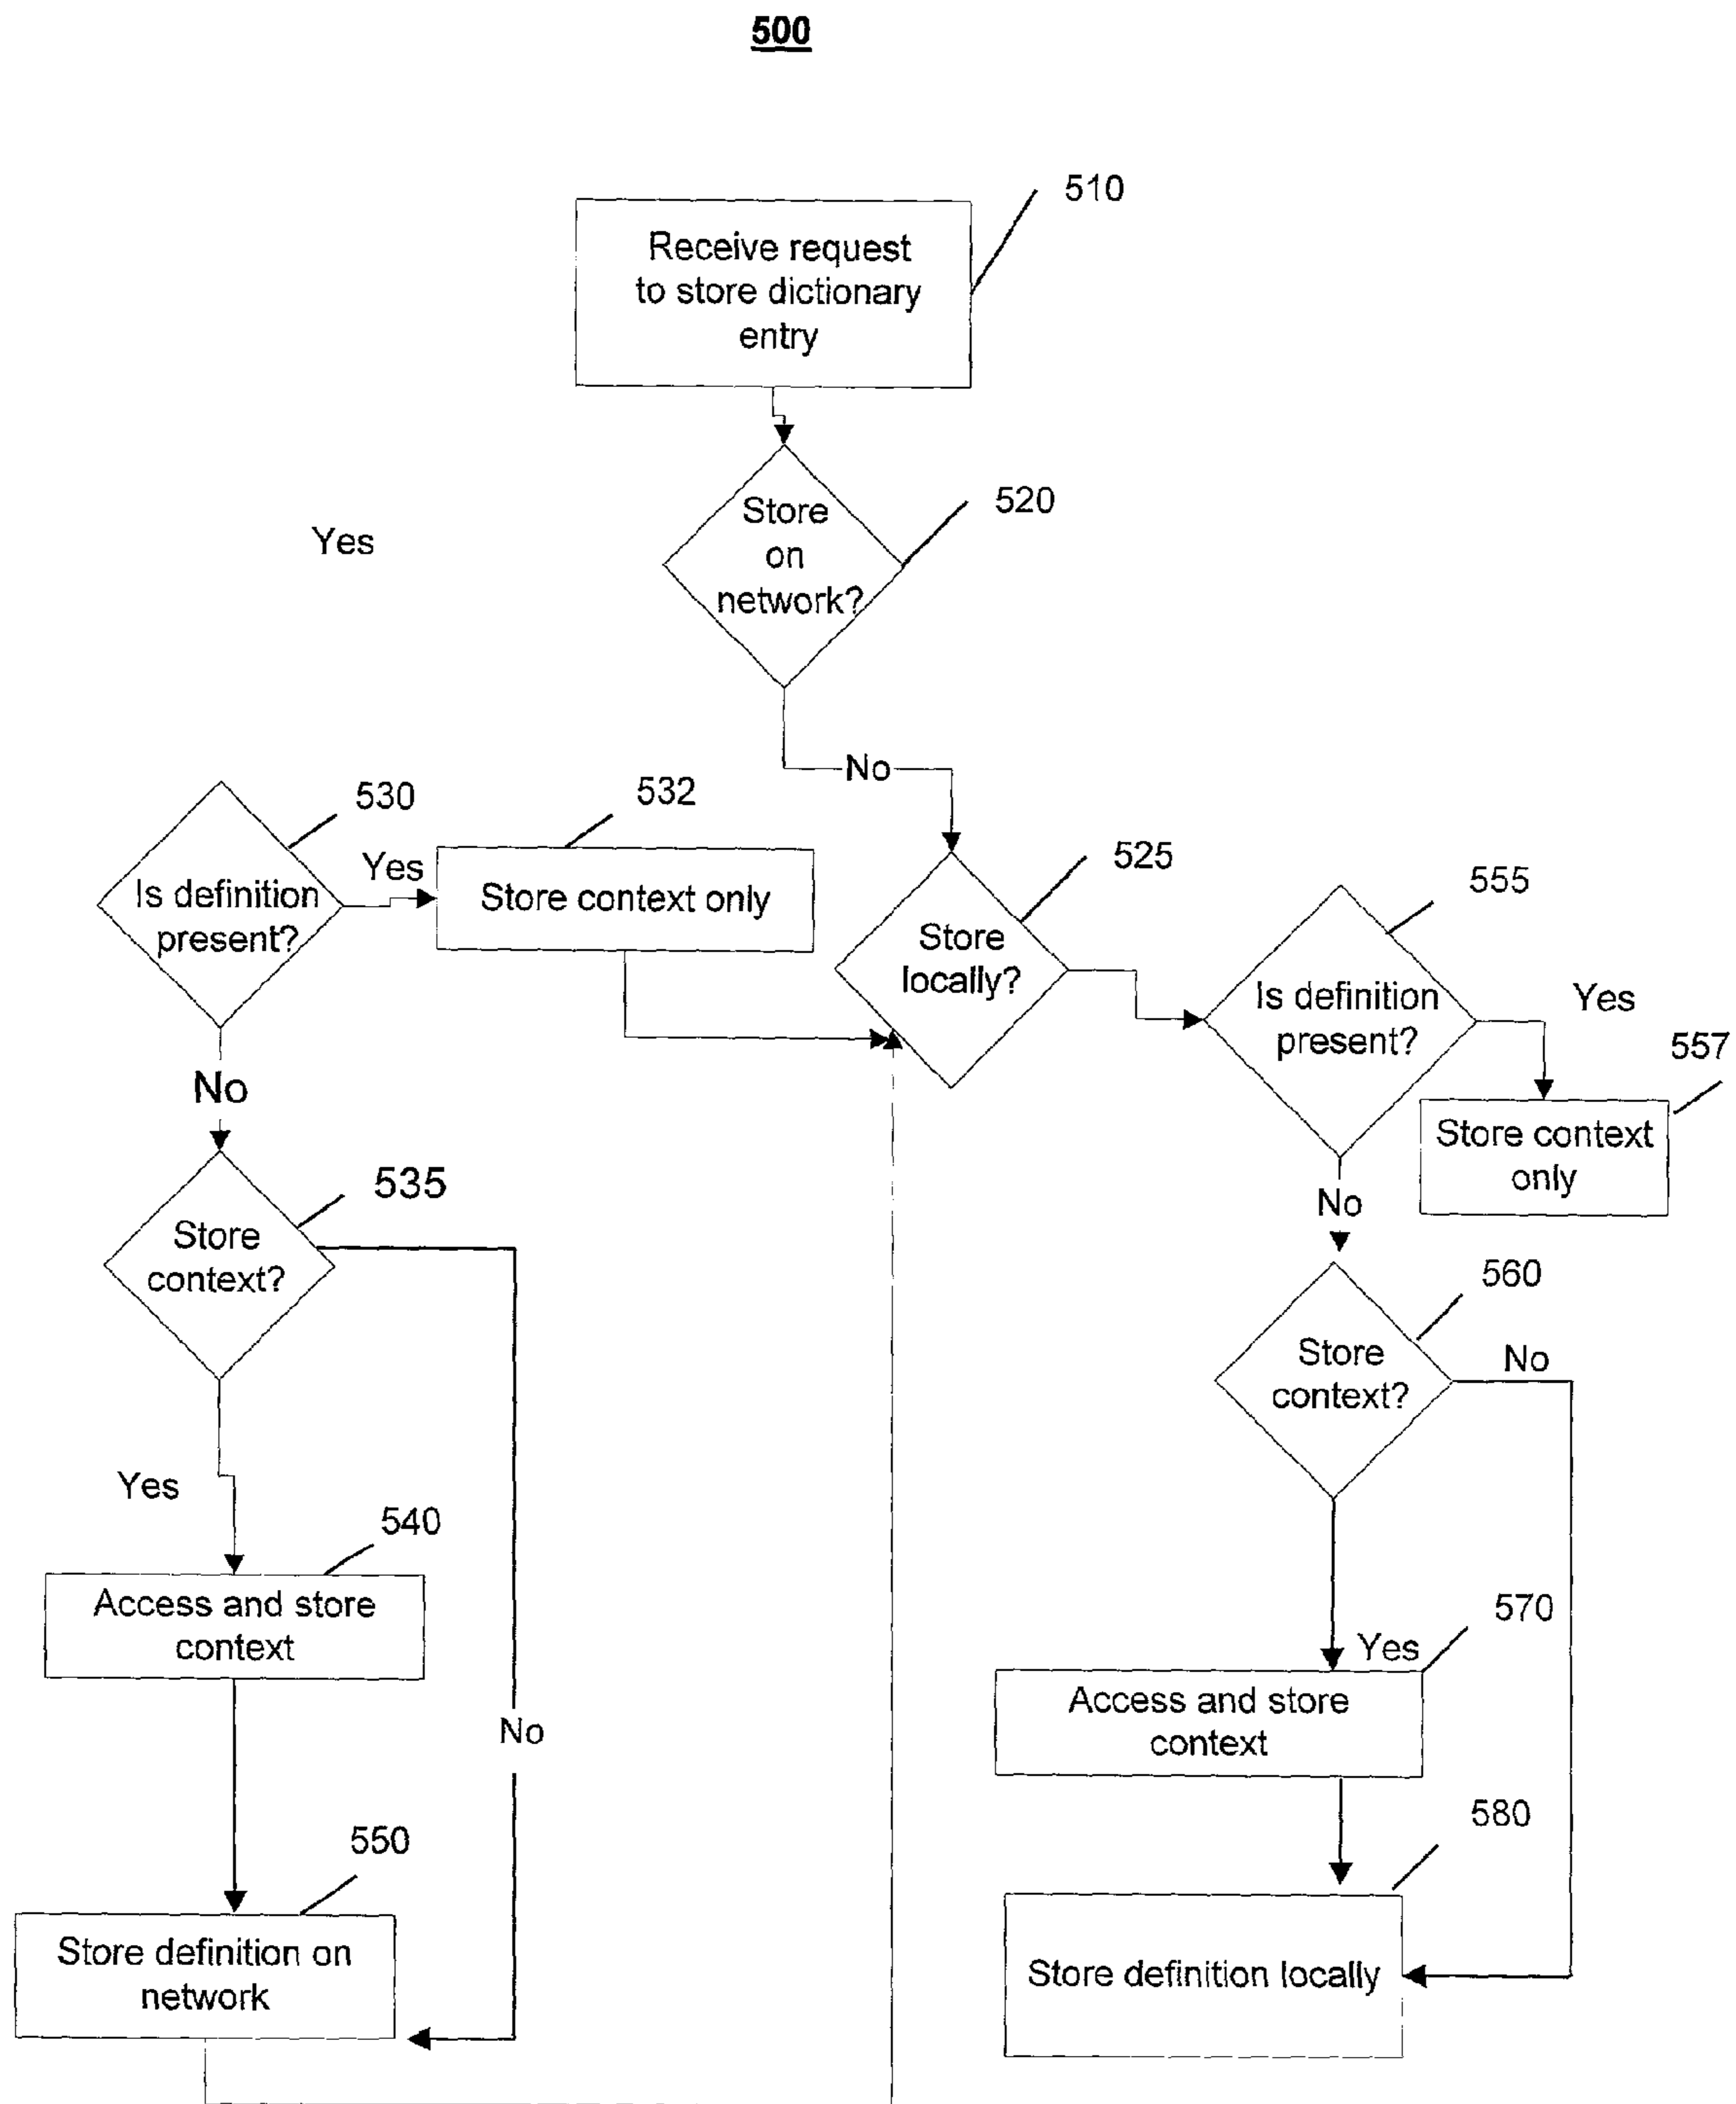 500
510
Receive request
to store dictionary
entry
520
Store
on
network?
Yes
No
530
532
Yes
Is definition
present?
Store context only
525
Store
locally?
555
Is definition
present?
Yes
557
Store context
only
No
No
535
Store
context?
560
Store
context?
No
Yes
540
Access and store
context
No
570
Yes
Access and store
context
550
Store definition on
network
580
Store definition locally